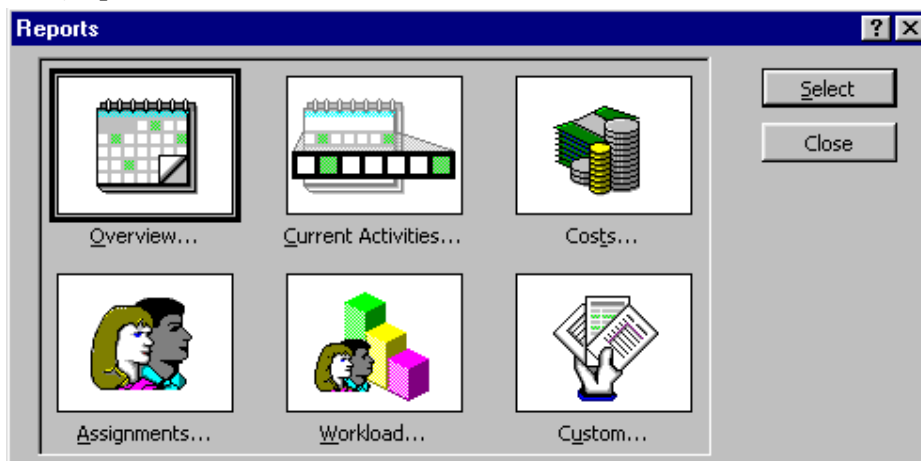 Reports
Select
Close
Overview...
Current Activities...
Costs...
Assignments...
Workload...
Custom...